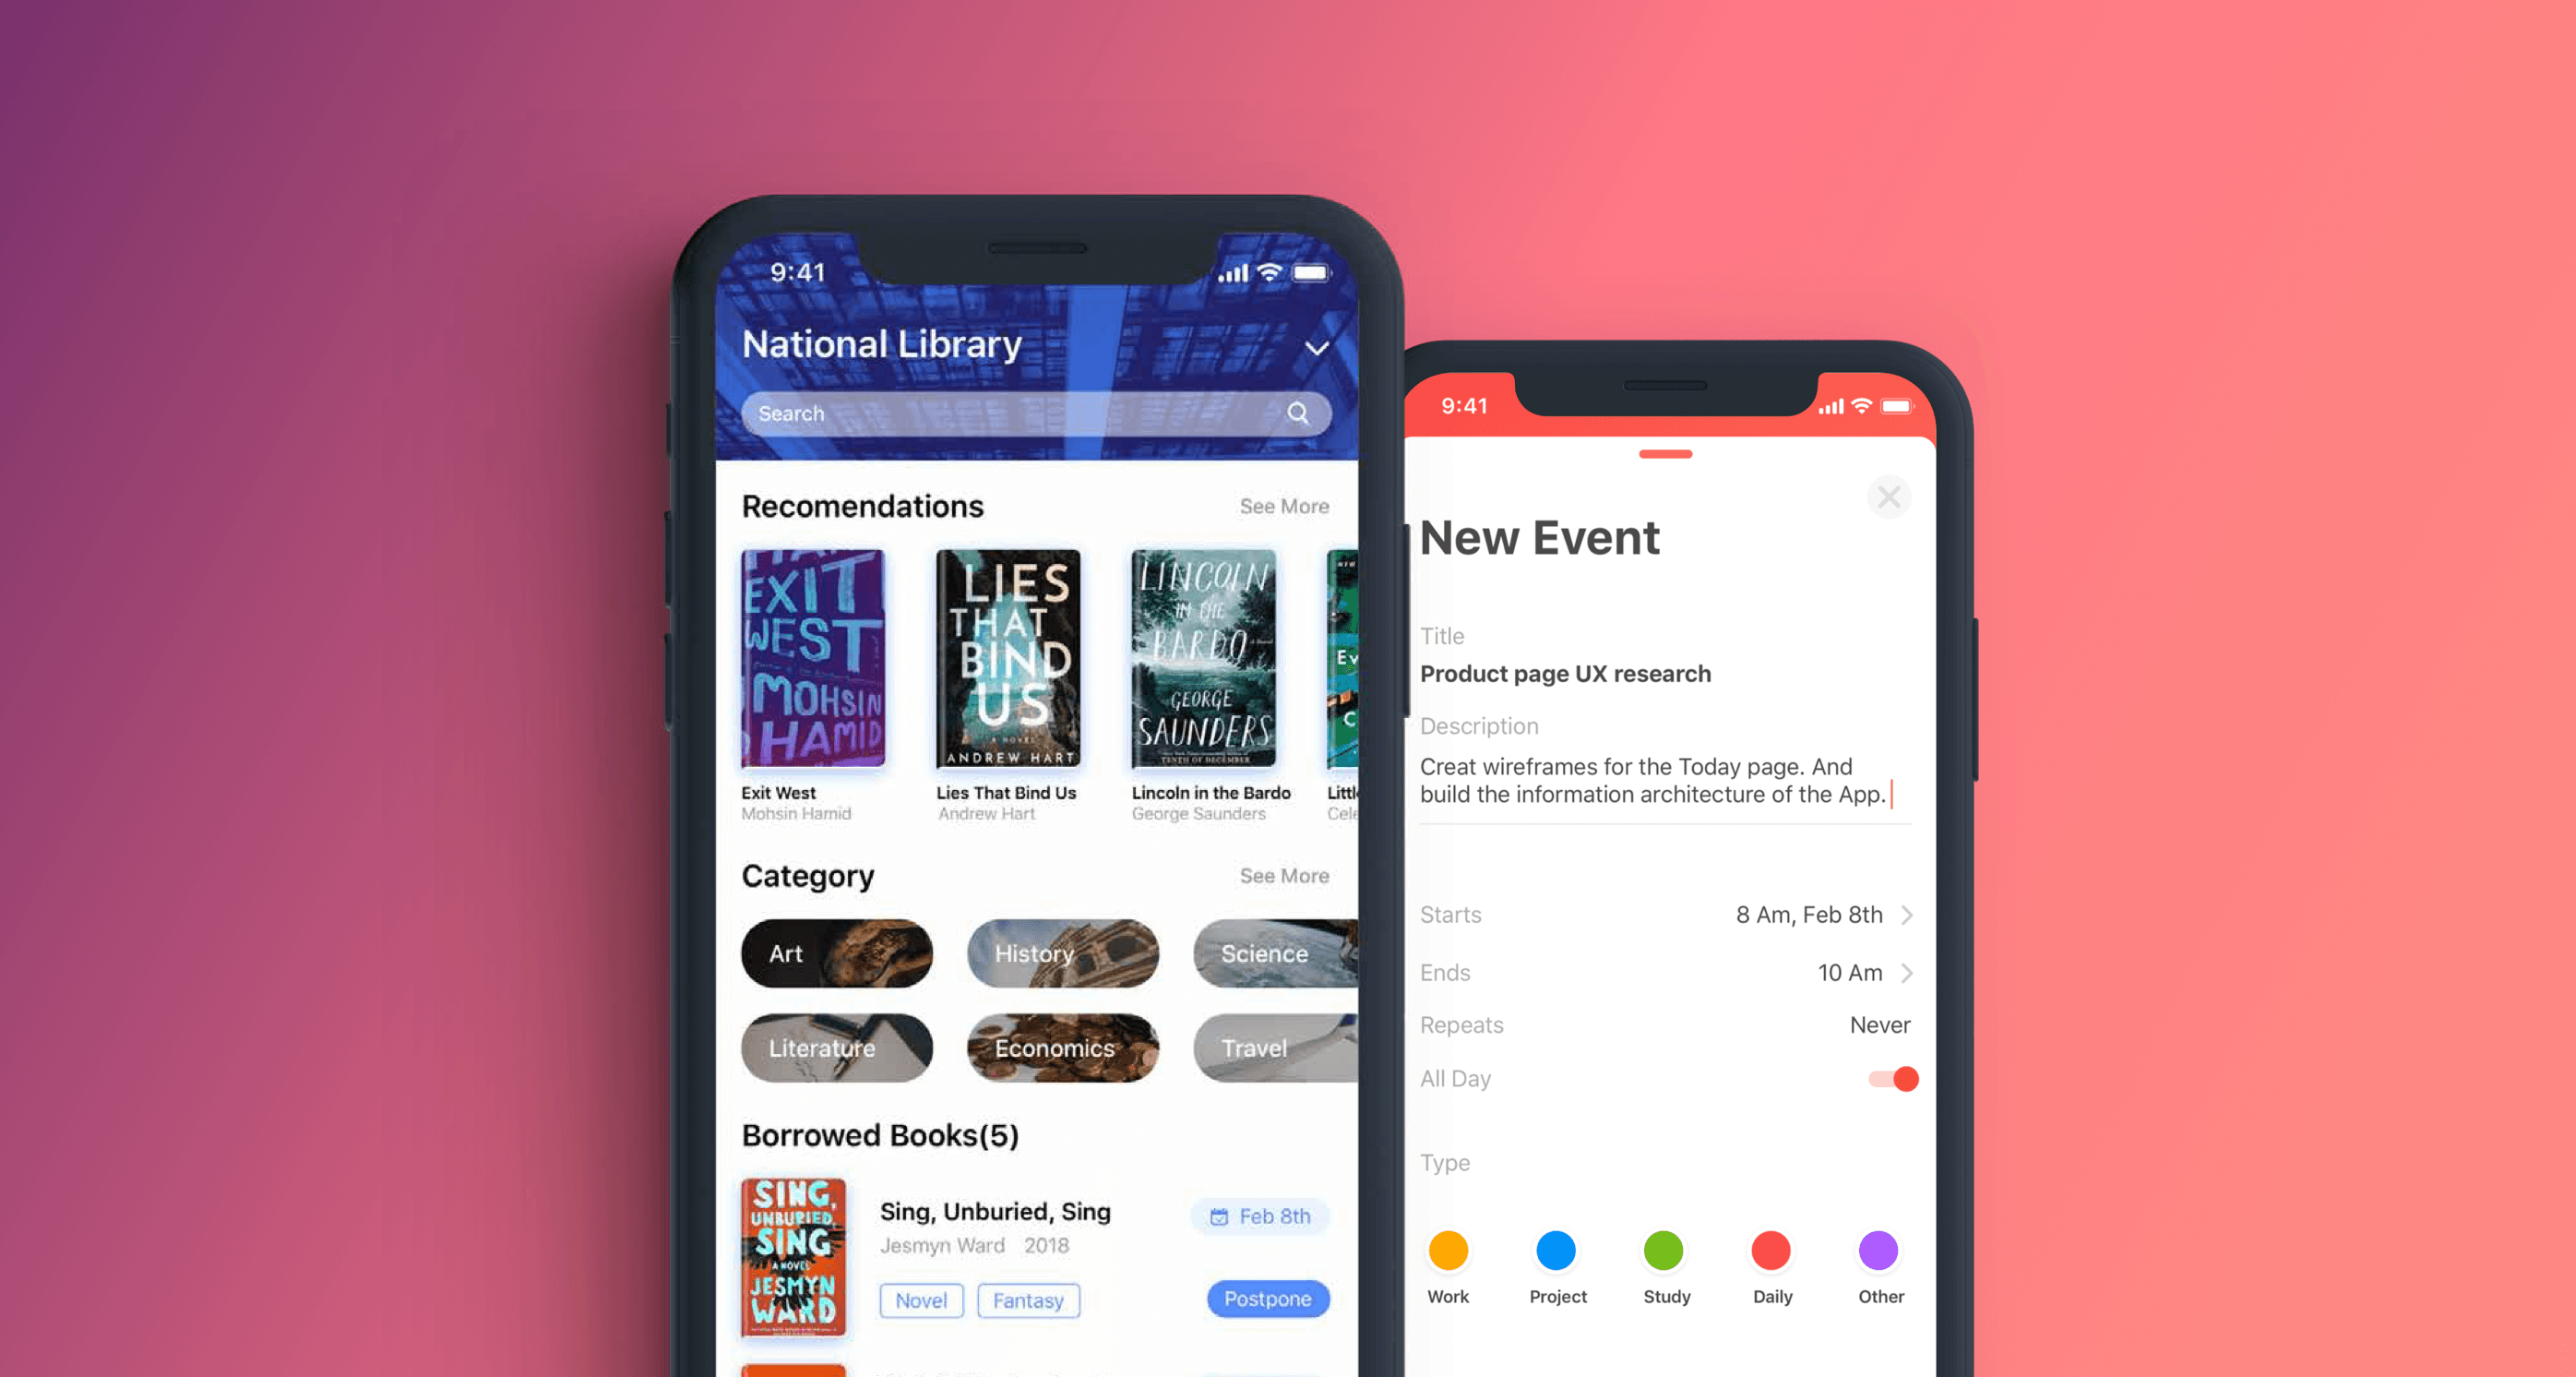 9:41
National Library
Search
Recomendations
See More
EXIT
WEST
MOHSIN
HAMID
LIES
THAT
BIND
US
A NOVEL
ANDREW HART
LINCOLN
IN THE
BARDO
GEORGE
SAUNDERS
TENTH OF DECEMBER
NEW
Ev
C
Exit West
Mohsin Hamid
Lies That Bind Us
Andrew Hart
Lincoln in the Bardo
George Saunders
Littl
Cele
Category
See More
Art
History
Science
Literature
Economics
Travel
Borrowed Books(5)
SING,
UNBURIED,
SING
A NOVEL
JESMYN
WARD
Sing, Unburied, Sing
Jesmyn Ward 2018
Feb 8th
Novel
Fantasy
Postpone
9:41
New Event
Title
Product page UX research
Description
Creat wireframes for the Today page. And
build the information architecture of the App.
Starts
8 Am, Feb 8th
Ends
10 Am
Repeats
Never
All Day
Type
Work
Project
Study
Daily
Other